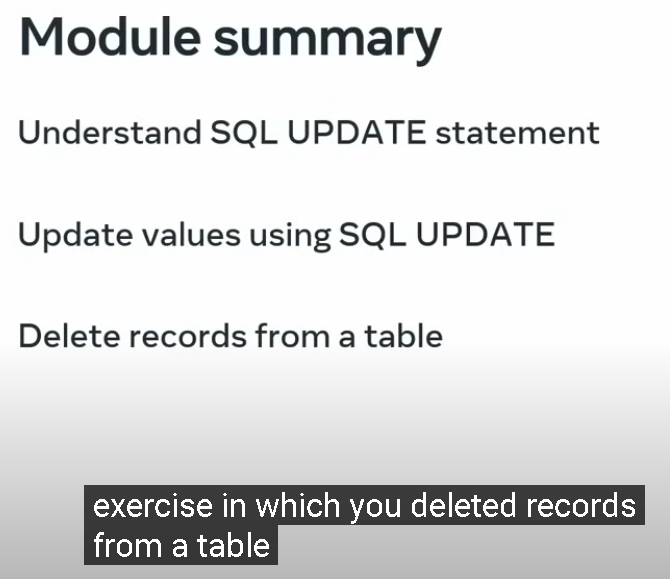 Module summary
Understand SQL UPDATE statement
Update values using SQL UPDATE
Delete records from a table
exercise in which you deleted records
from a table